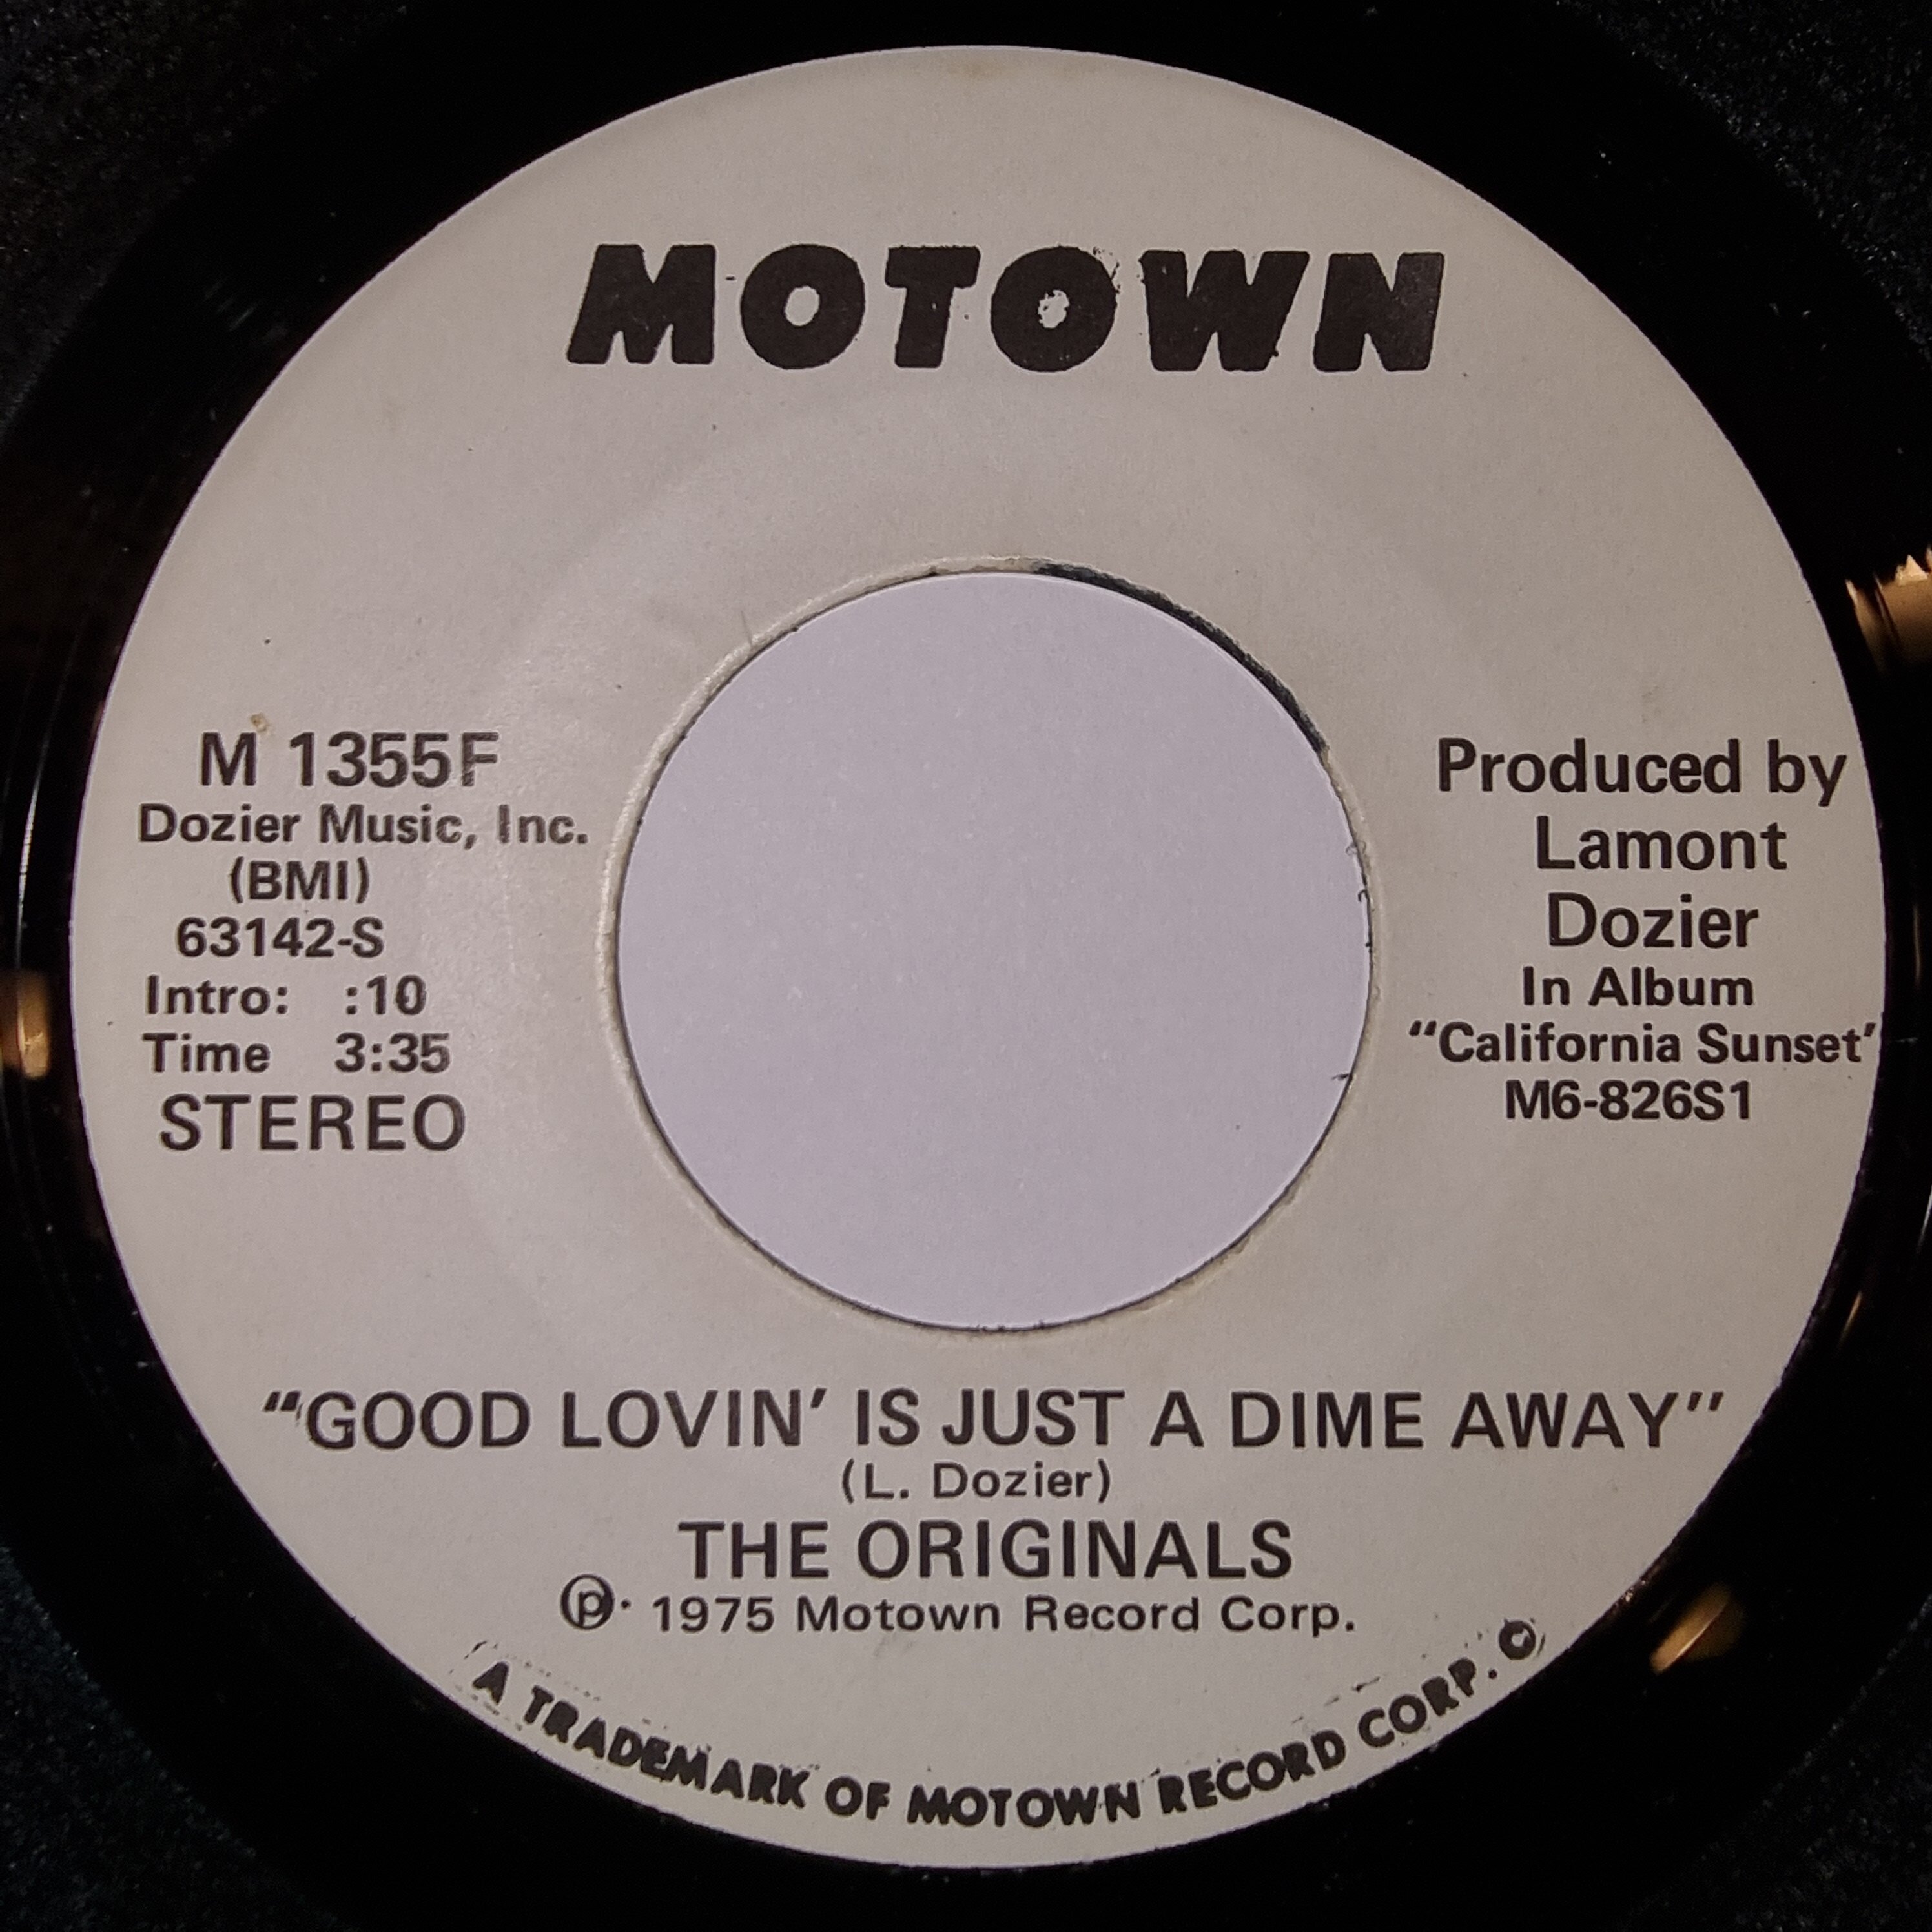 MOTOWN
M 1355F
Dozier Music, Inc.
(BMI)
63142-S
Intro: :10
Time 3:35
STEREO
Produced by
Lamont
Dozier
In Album
“California Sunset’
M6-826S1
“GOOD LOVIN’ IS JUST A DIME AWAY”
(L. Dozier)
THE ORIGINALS
℗· 1975 Motown Record Corp.
A TRADEMARK OF MOTOWN RECORD CORP. ©